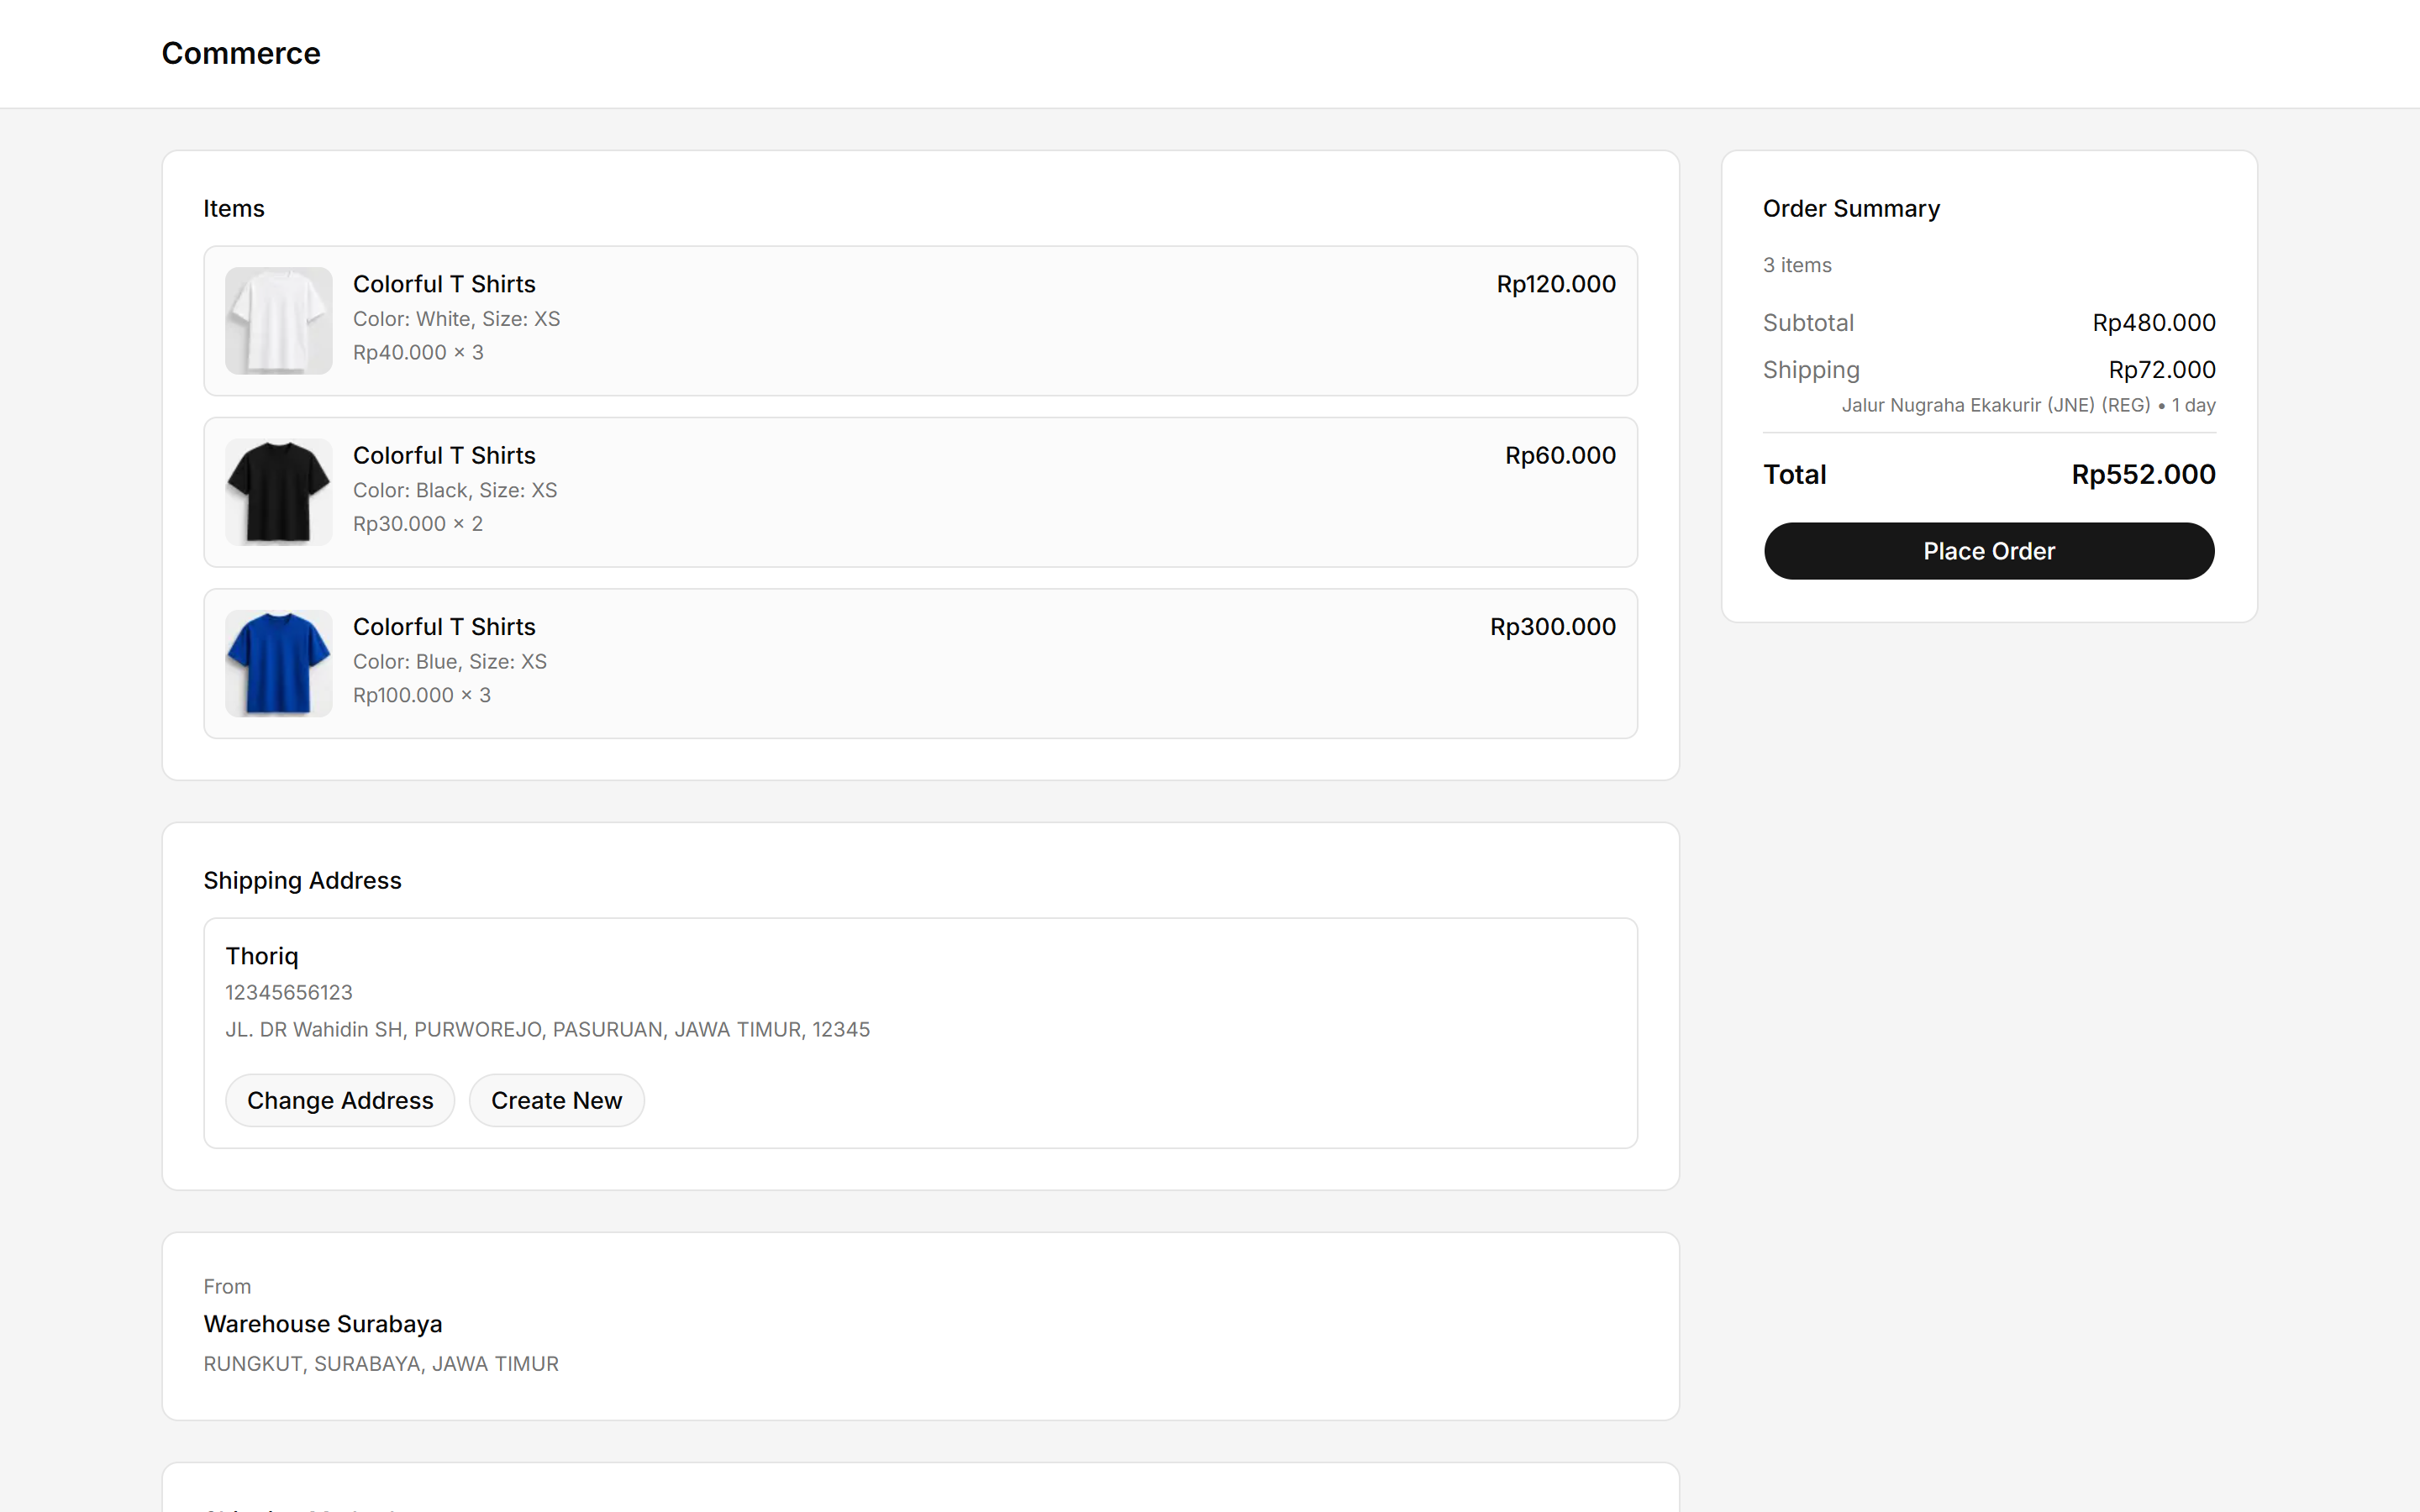 Commerce
Items
Colorful T Shirts
Rp120.000
Color: White, Size: XS
Rp40.000 × 3
Colorful T Shirts
Rp60.000
Color: Black, Size: XS
Rp30.000 × 2
Colorful T Shirts
Rp300.000
Color: Blue, Size: XS
Rp100.000 × 3
Shipping Address
Thoriq
12345656123
JL. DR Wahidin SH, PURWOREJO, PASURUAN, JAWA TIMUR, 12345
Change Address
Create New
From
Warehouse Surabaya
RUNGKUT, SURABAYA, JAWA TIMUR
Order Summary
3 items
Subtotal Rp480.000
Shipping Rp72.000
Jalur Nugraha Ekakurir (JNE) (REG) • 1 day
Total Rp552.000
Place Order